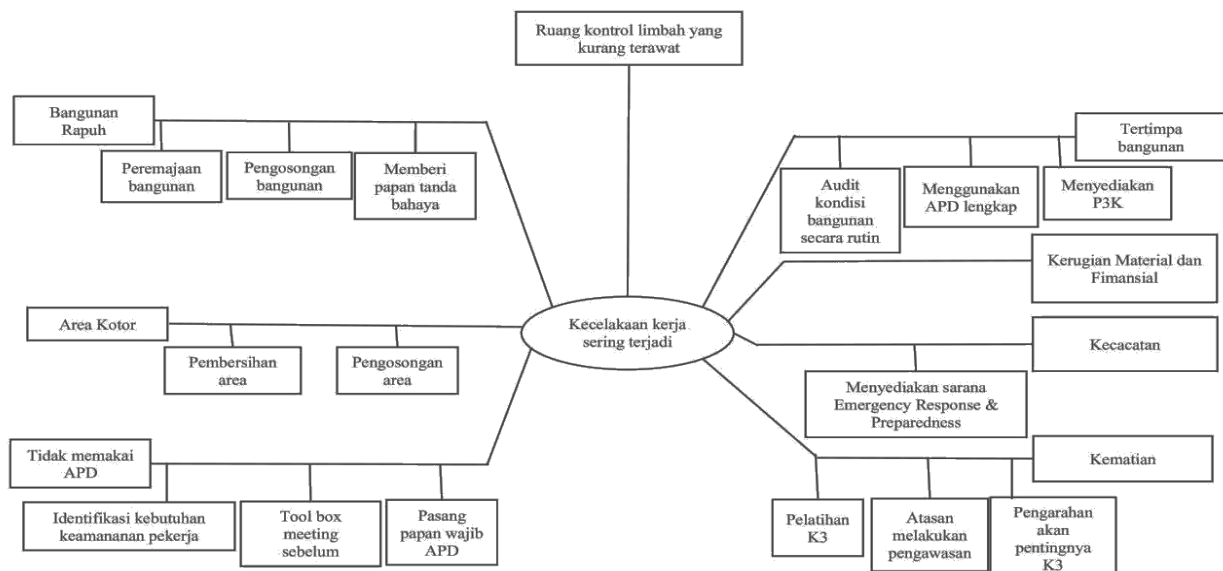 Ruang kontrol limbah yang
kurang terawat
Bangunan
Rapuh
Peremajaan
bangunan
Pengosongan
bangunan
Memberi
papan tanda
bahaya
Tertimpa
bangunan
Audit
kondisi
bangunan
secara rutin
Menggunakan
APD lengkap
Menyediakan
P3K
Kerugian Material dan
Fimansial
Area Kotor
Pembersihan
area
Pengosongan
area
Kecelakaan kerja
sering terjadi
Kecacatan
Menyediakan sarana
Emergency Response &
Preparedness
Tidak memakai
APD
Identifikasi kebutuhan
keamananan pekerja
Tool box
meeting
sebelum
Pasang
papan wajib
APD
Kematian
Pelatihan
K3
Atasan
melakukan
pengawasan
Pengarahan
akan
pentingnya
K3